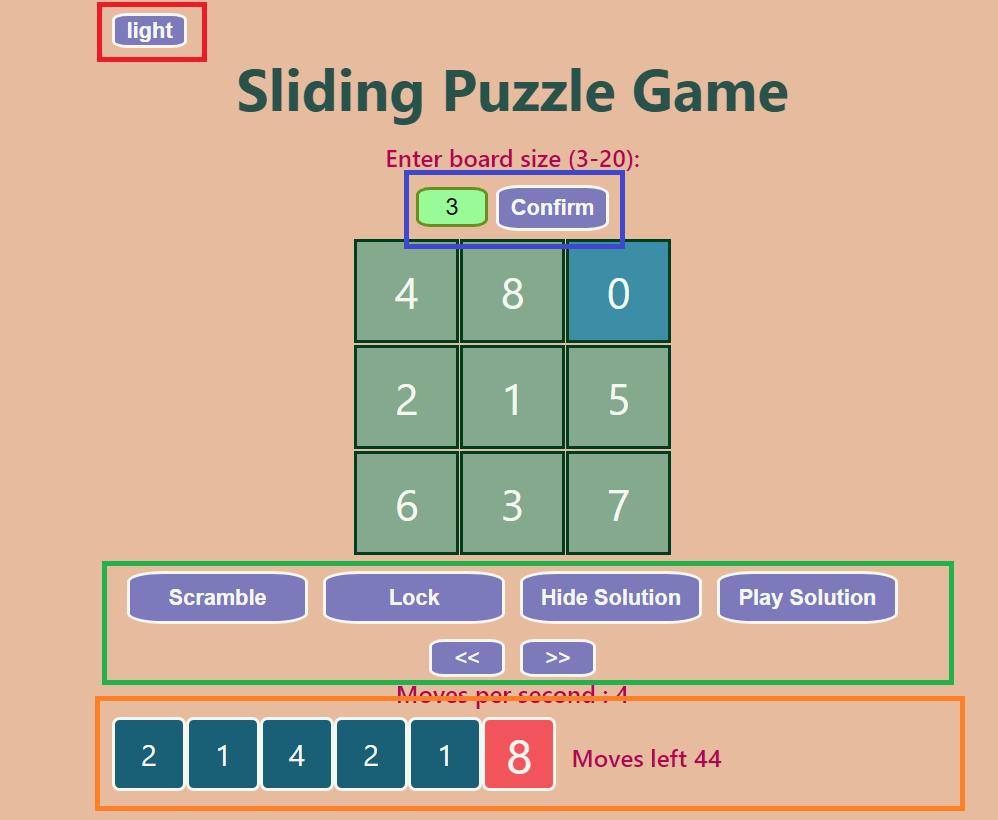 light
Sliding Puzzle Game
Enter board size (3-20):
3 Confirm
4 8 0
2 1 5
6 3 7
Scramble Lock Hide Solution Play Solution
<< >>
Moves per second : 4
2 1 4 2 1 8 Moves left 44